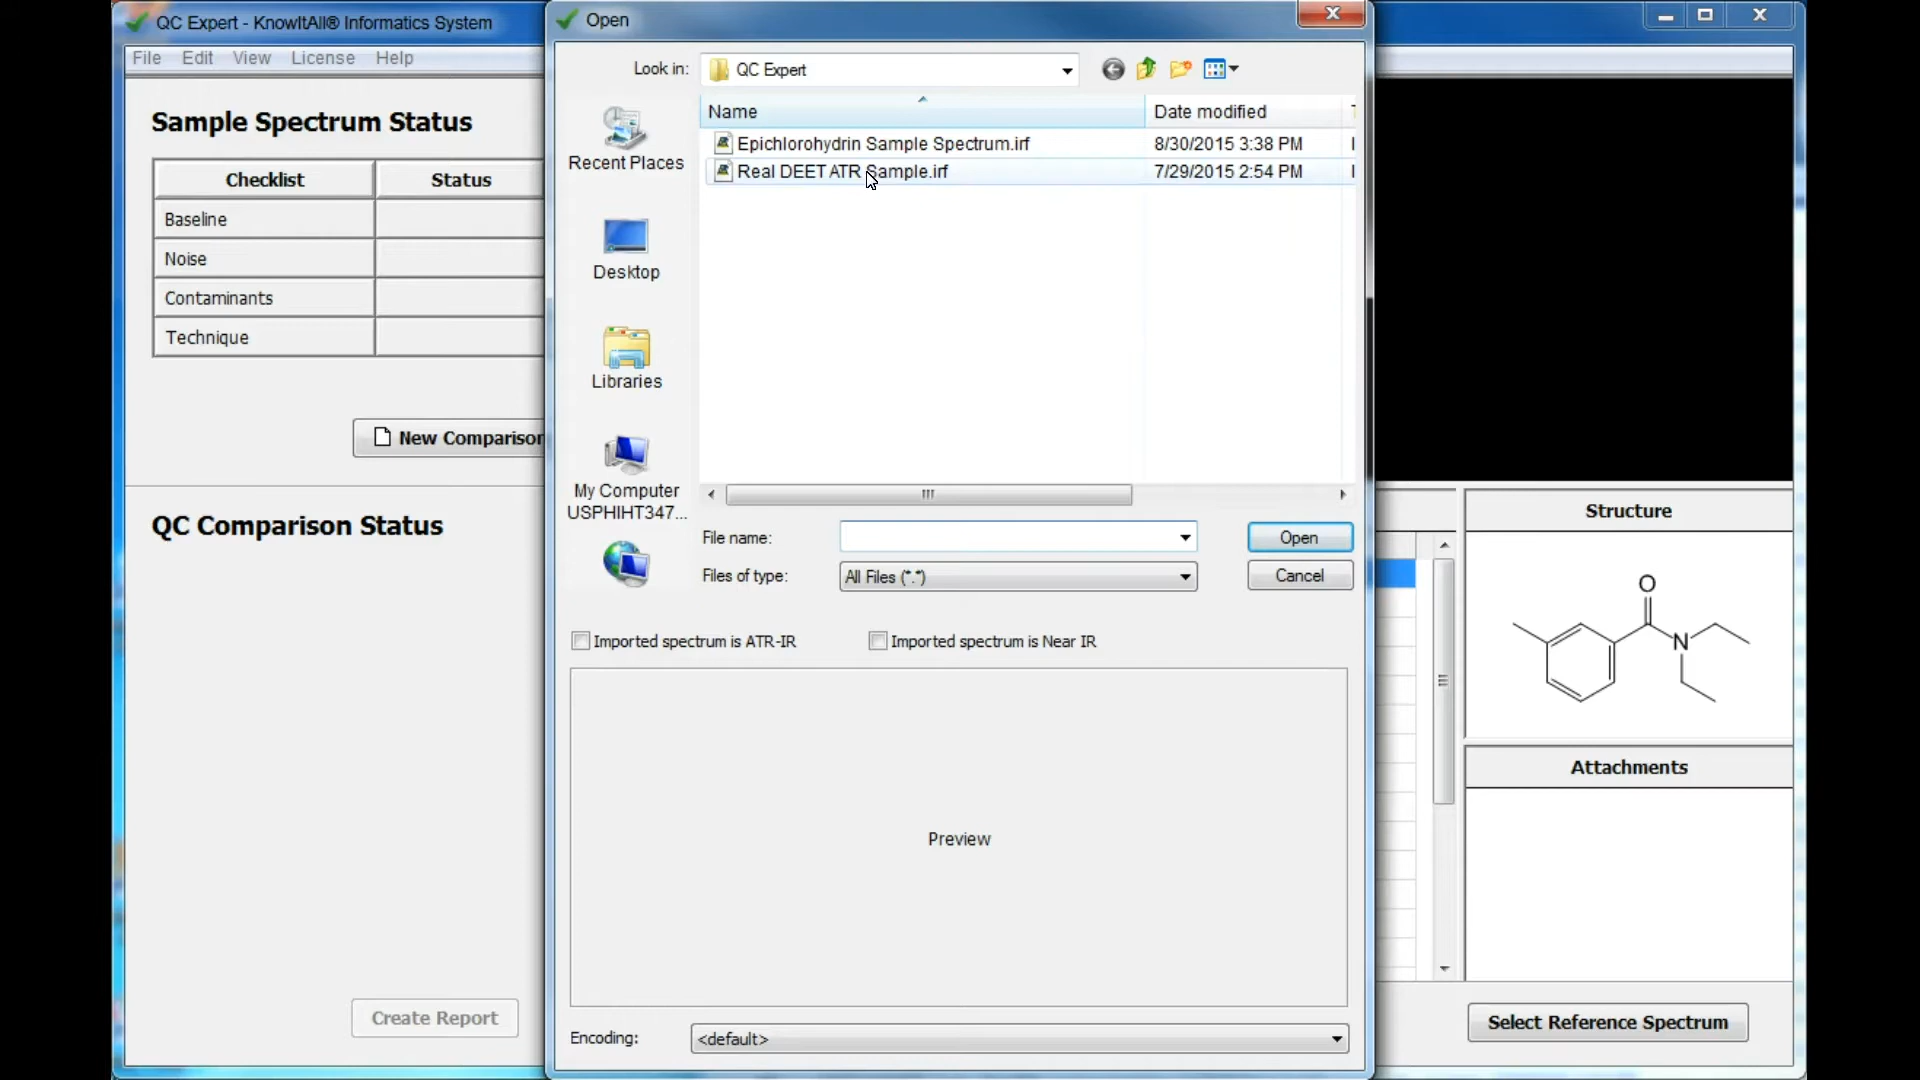 QC Expert - KnowItAll® Informatics System
File Edit View License Help
Sample Spectrum Status
Checklist Status
Baseline
Noise
Contaminants
Technique
New Comparison
QC Comparison Status
Create Report
Open
Look in: QC Expert
Name Date modified
Epichlorohydrin Sample Spectrum.irf 8/30/2015 3:38 PM
Real DEET ATR Sample.irf 7/29/2015 2:54 PM
Recent Places
Desktop
Libraries
My Computer
USPHIHT347...
File name: Open
Files of type: All Files (*.*) Cancel
Imported spectrum is ATR-IR Imported spectrum is Near IR
Preview
Encoding: <default>
Structure
O
N
Attachments
Select Reference Spectrum